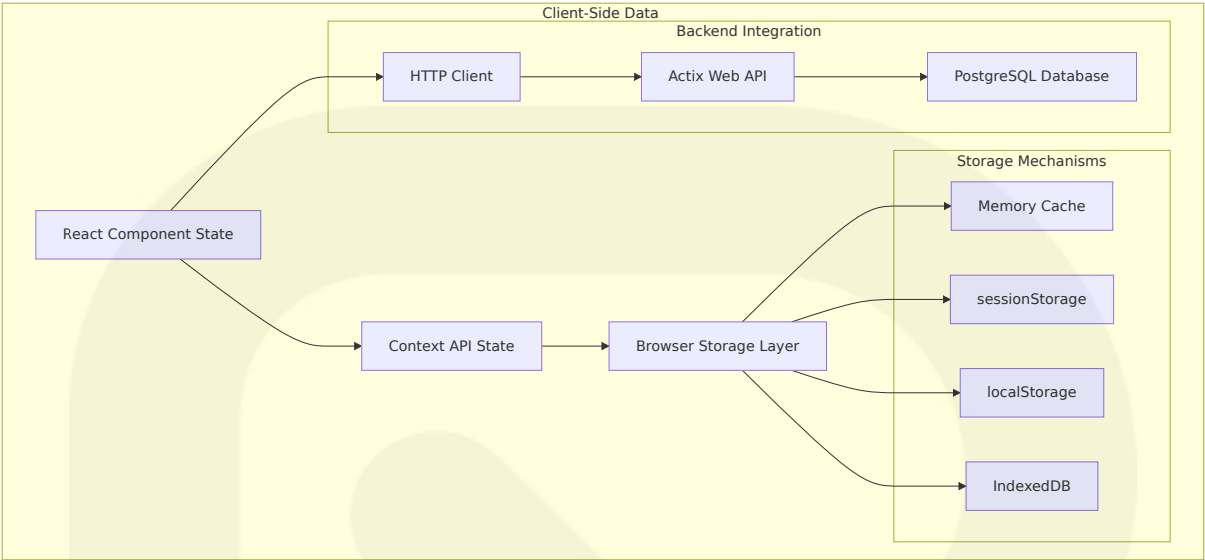 Client-Side Data
Backend Integration
HTTP Client
Actix Web API
PostgreSQL Database
Storage Mechanisms
Memory Cache
React Component State
sessionStorage
Context API State
Browser Storage Layer
localStorage
IndexedDB